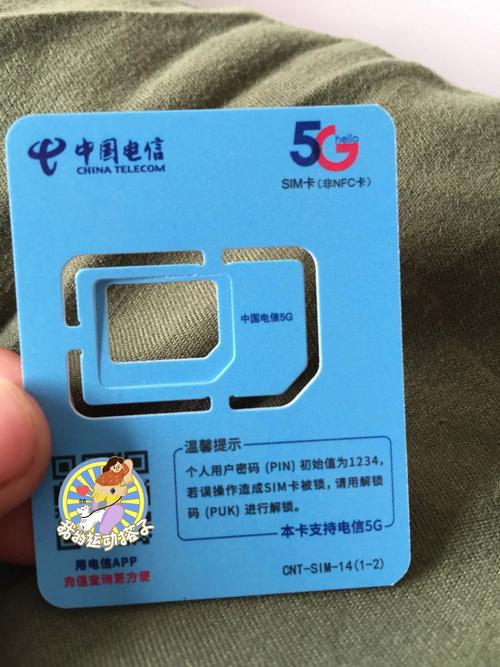 中国电信
CHINA TELECOM
5G
hello
SIM卡(非NFC卡)
中国电信5G
温馨提示
个人用户密码 (PIN) 初始值为1234,
若误操作造成SIM卡被锁, 请用解锁
码 (PUK) 进行解锁。
本卡支持电信5G
我的运动搭子
用电信APP
充值查询更方便
CNT-SIM-14(1-2)